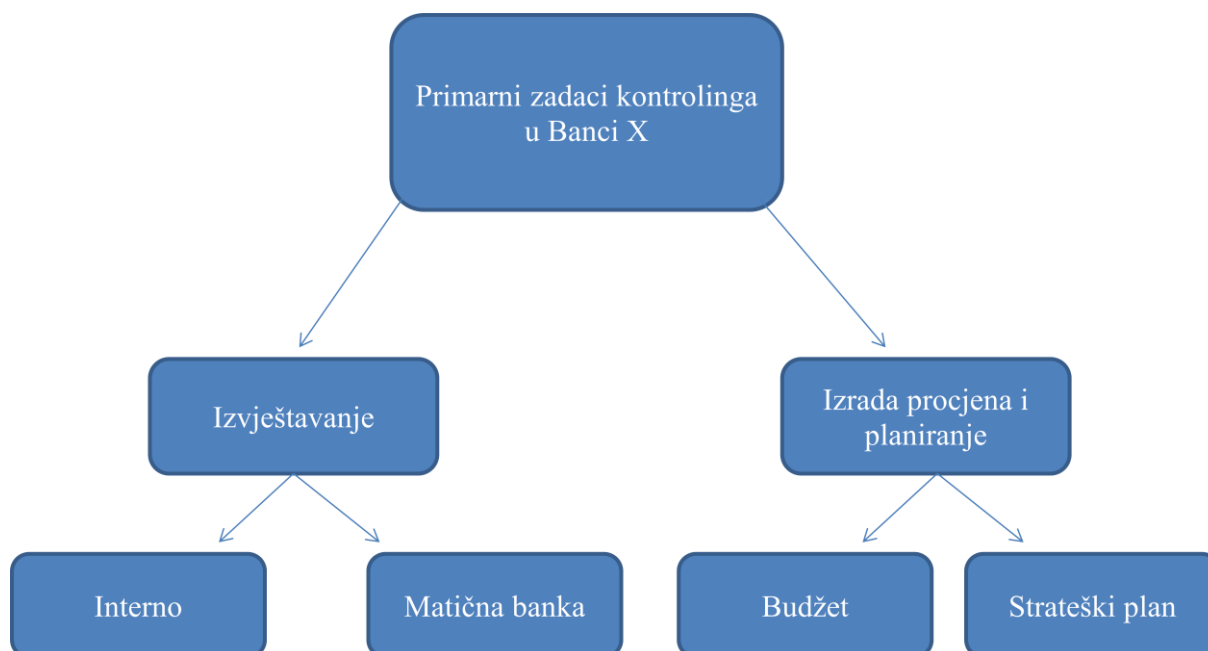 Primarni zadaci kontrolinga
u Banci X
Izvještavanje
Izrada procjena i
planiranje
Interno
Matična banka
Budžet
Strateški plan